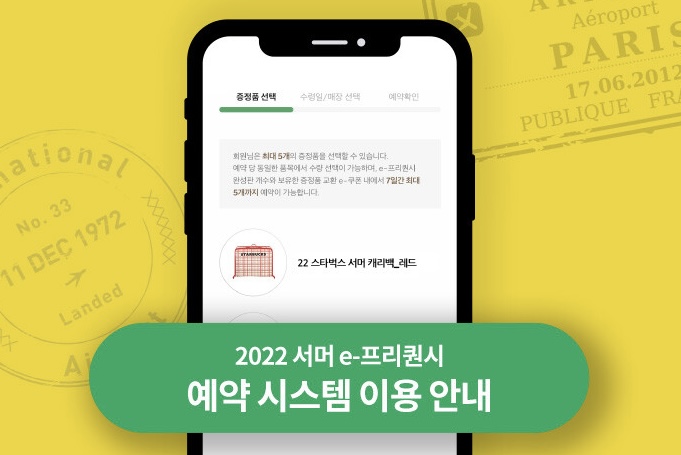 ational
No. 33
11 DEC 1972
Landed
Ai
AR
Aéroport
PARIS
17.06.2012
PUBLIQUE FRA
증정품 선택 수령일/매장 선택 예약확인
회원님은 최대 5개의 증정품을 선택할 수 있습니다.
예약 당 동일한 품목에서 수량 선택이 가능하며, e-프리퀀시
완성판 개수와 보유한 증정품 교환 e-쿠폰 내에서 7일간 최대
5개까지 예약이 가능합니다.
STARBUCKS
22 스타벅스 서머 캐리백_레드
2022 서머 e-프리퀀시
예약 시스템 이용 안내